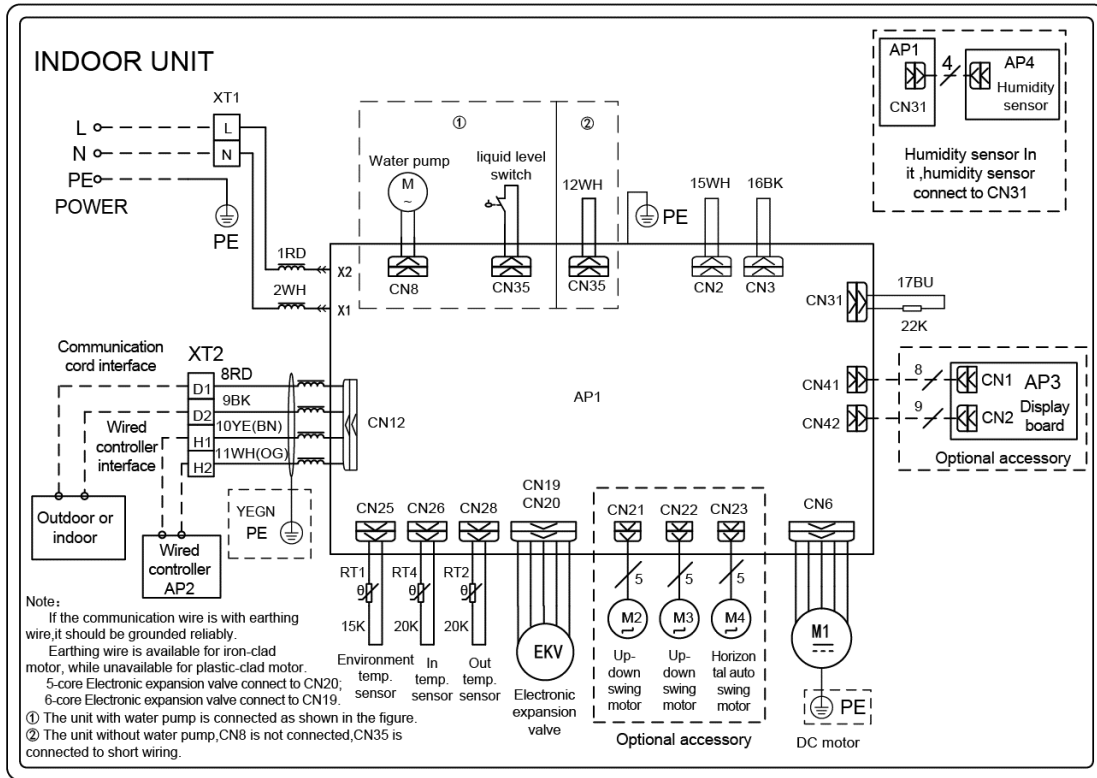 INDOOR UNIT
XT1
L
N
PE
POWER
L
N
PE
1RD
2WH
X2
X1
①
②
Water pump
M
~
liquid level
switch
12WH
CN8
CN35
CN35
PE
15WH
16BK
CN2
CN3
AP1
CN31
4
AP4
Humidity
sensor
Humidity sensor In
it ,humidity sensor
connect to CN31
CN31
17BU
22K
Communication
cord interface
XT2
Wired
controller
interface
D1
D2
H1
H2
8RD
9BK
10YE(BN)
11WH(OG)
CN12
AP1
CN41
CN42
8
9
CN1
CN2
AP3
Display
board
Optional accessory
Outdoor or
indoor
Wired
controller
AP2
YEGN
PE
CN25
CN26
CN28
CN19
CN20
CN21
CN22
CN23
CN6
RT1
RT4
RT2
θ
θ
θ
15K
20K
20K
5
5
5
EKV
M2
M3
M4
M1
Environment
temp.
sensor
In
temp.
sensor
Out
temp.
sensor
Electronic
expansion
valve
Up-
down
swing
motor
Up-
down
swing
motor
Horizon
tal auto
swing
motor
Optional accessory
PE
DC motor
Note:
If the communication wire is with earthing
wire,it should be grounded reliably.
Earthing wire is available for iron-clad
motor, while unavailable for plastic-clad motor.
5-core Electronic expansion valve connect to CN20;
6-core Electronic expansion valve connect to CN19.
① The unit with water pump is connected as shown in the figure.
② The unit without water pump,CN8 is not connected,CN35 is
connected to short wiring.